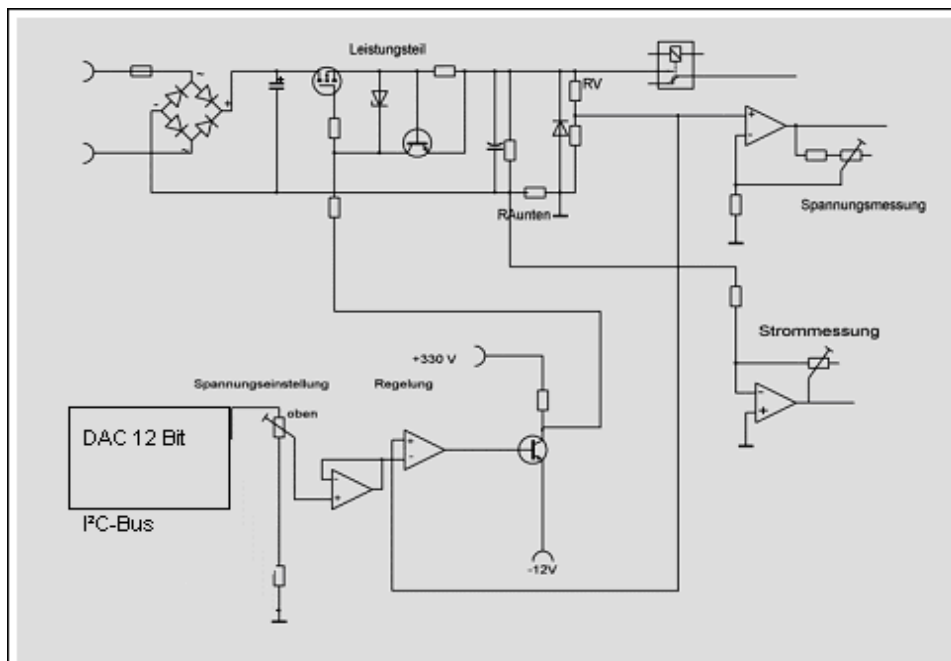 Leistungsteil
RV
RAunten
Spannungsmessung
Strommessung
+330 V
Spannungseinstellung
Regelung
oben
DAC 12 Bit
I²C-Bus
-12V